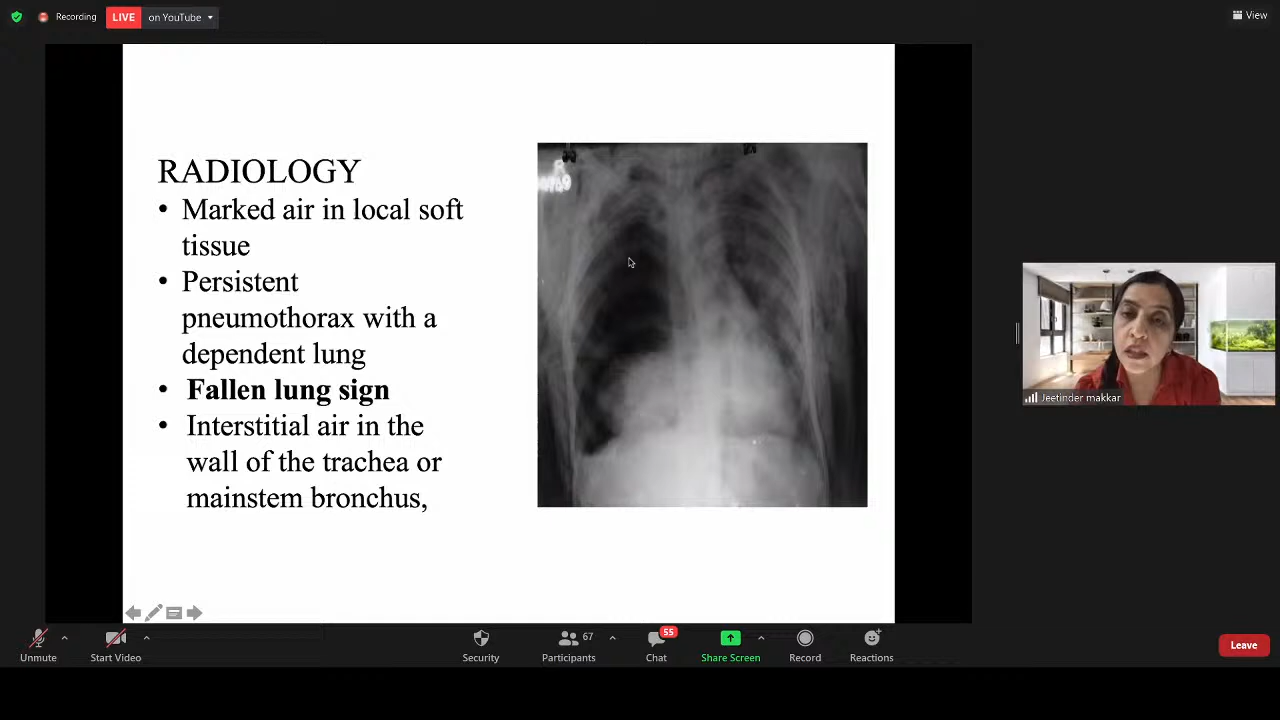 Recording
LIVE on YouTube
View
RADIOLOGY
• Marked air in local soft
tissue
• Persistent
pneumothorax with a
dependent lung
• Fallen lung sign
• Interstitial air in the
wall of the trachea or
mainstem bronchus,
R
Jeetinder makkar
Unmute
Start Video
Security
Participants 67
Chat 55
Share Screen
Record
Reactions
Leave